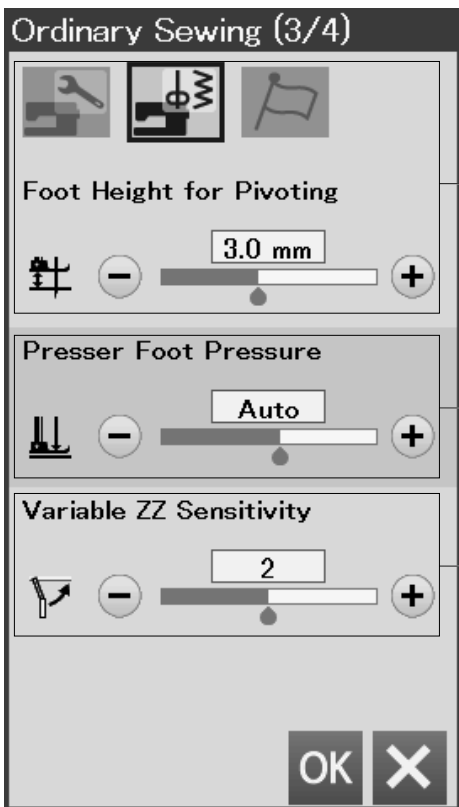 Ordinary Sewing (3/4)
Foot Height for Pivoting
3.0 mm
Presser Foot Pressure
Auto
Variable ZZ Sensitivity
2
OK